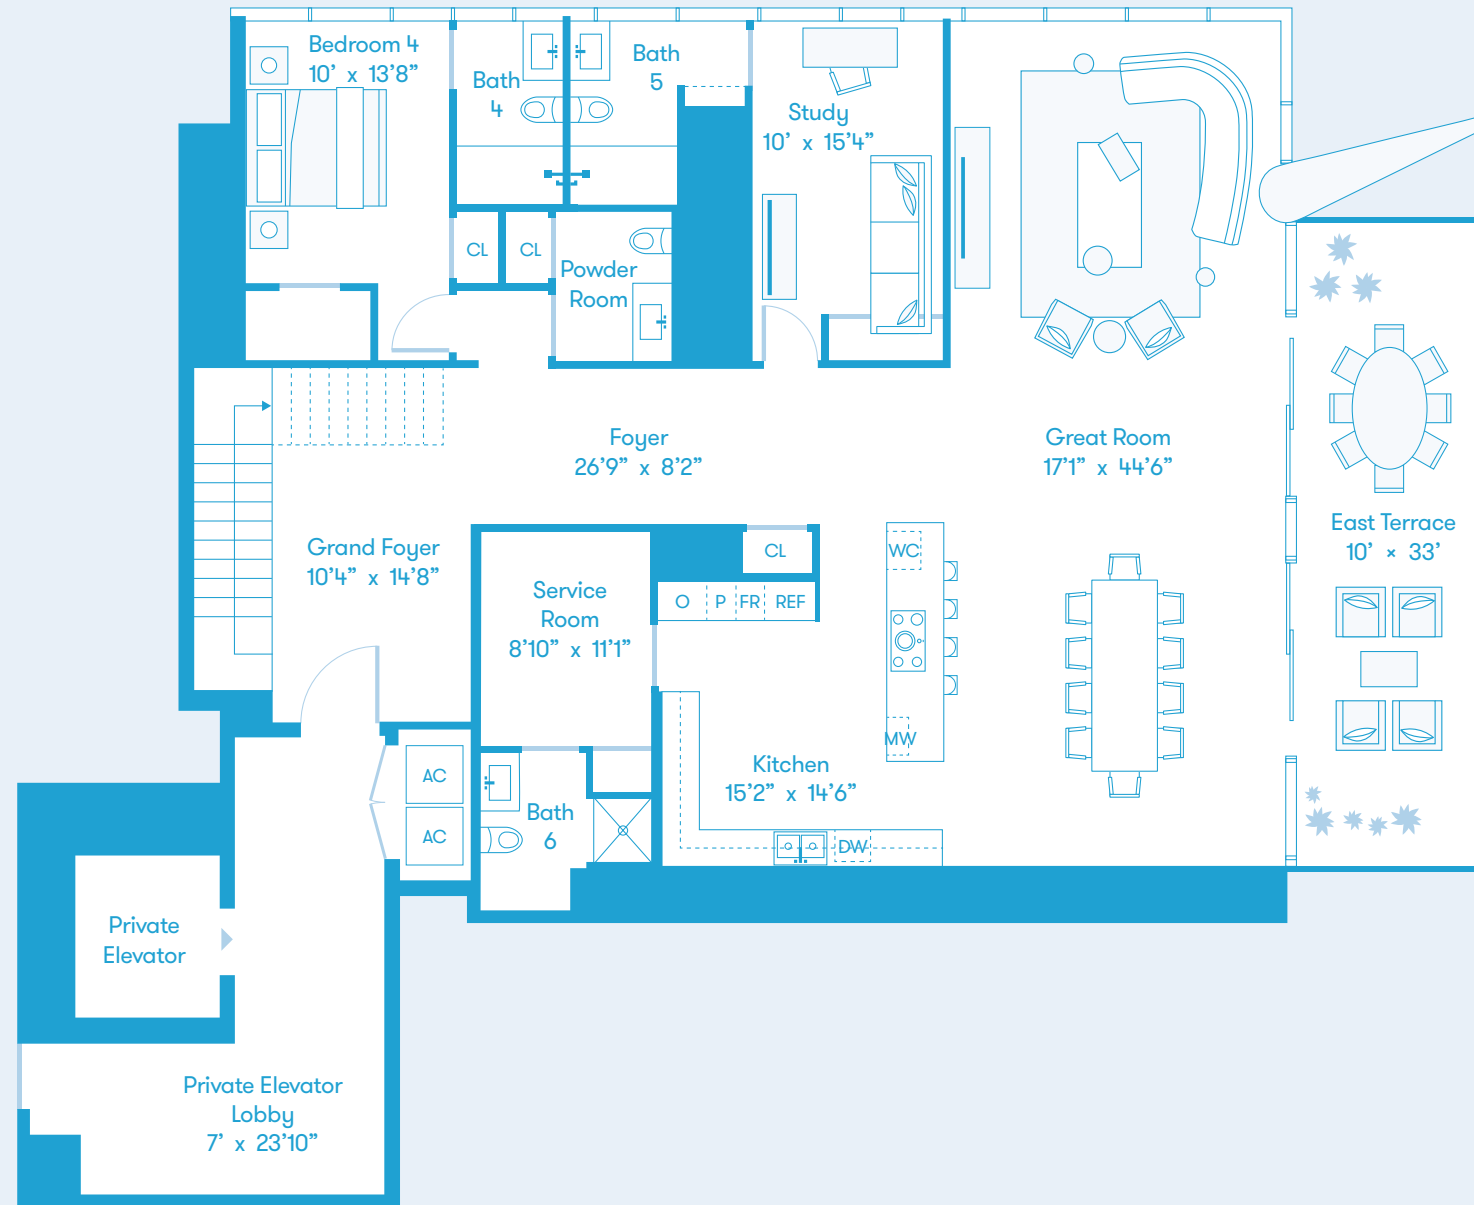 Bedroom 4
10’ x 13’8”
Bath
4
Bath
5
Study
10’ x 15’4”
CL
CL
Powder
Room
Foyer
26’9” x 8’2”
Great Room
17’1” x 44’6”
East Terrace
10’ × 33’
Grand Foyer
10’4” x 14’8”
Service
Room
8’10” x 11’1”
CL
O
P
FR
REF
WC
MW
Kitchen
15’2” x 14’6”
DW
AC
AC
Bath
6
Private
Elevator
Private Elevator
Lobby
7’ x 23’10”